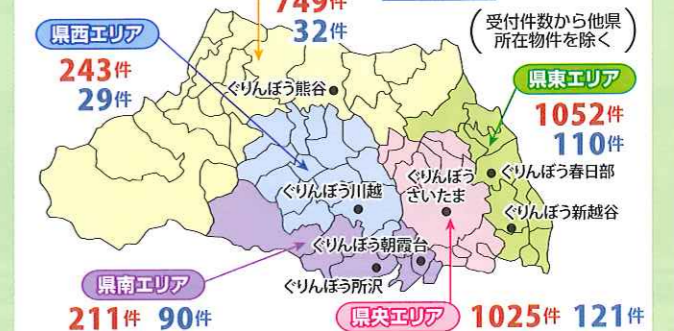 749件
32件
(受付件数から他県
所在物件を除く)
県西エリア
243件
29件
ぐりんぼう熊谷
県東エリア
1052件
110件
ぐりんぼう春日部
ぐりんぼう
さいたま
ぐりんぼう川越
ぐりんぼう新越谷
ぐりんぼう朝霞台
ぐりんぼう所沢
県南エリア
211件 90件
県央エリア 1025件 121件